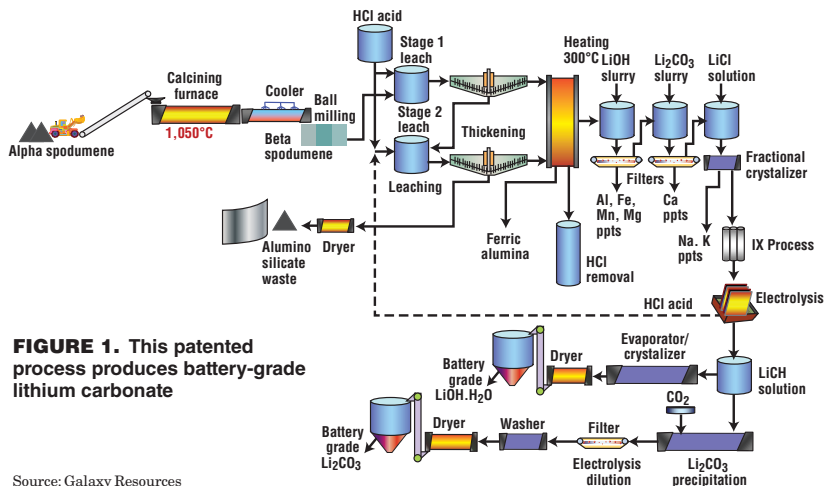 HCl acid
Stage 1
leach
Heating
300°C
LiOH
slurry
Li2CO3
slurry
LiCl
solution
Calcining
furnace
1,050°C
Cooler
Ball
milling
Stage 2
leach
Thickening
Alpha spodumene
Beta
spodumene
Leaching
Filters
Fractional
crystalizer
Al, Fe,
Mn, Mg
ppts
Ca
ppts
Na. K
ppts
IX Process
Alumino
silicate
waste
Dryer
Ferric
alumina
HCl
removal
HCl acid
Electrolysis
FIGURE 1. This patented
process produces battery-grade
lithium carbonate
Battery
grade
LiOH.H2O
Dryer
Evaporator/
crystalizer
LiCH
solution
CO2
Battery
grade
Li2CO3
Dryer
Washer
Filter
Electrolysis
dilution
Li2CO3
precipitation
Source: Galaxy Resources